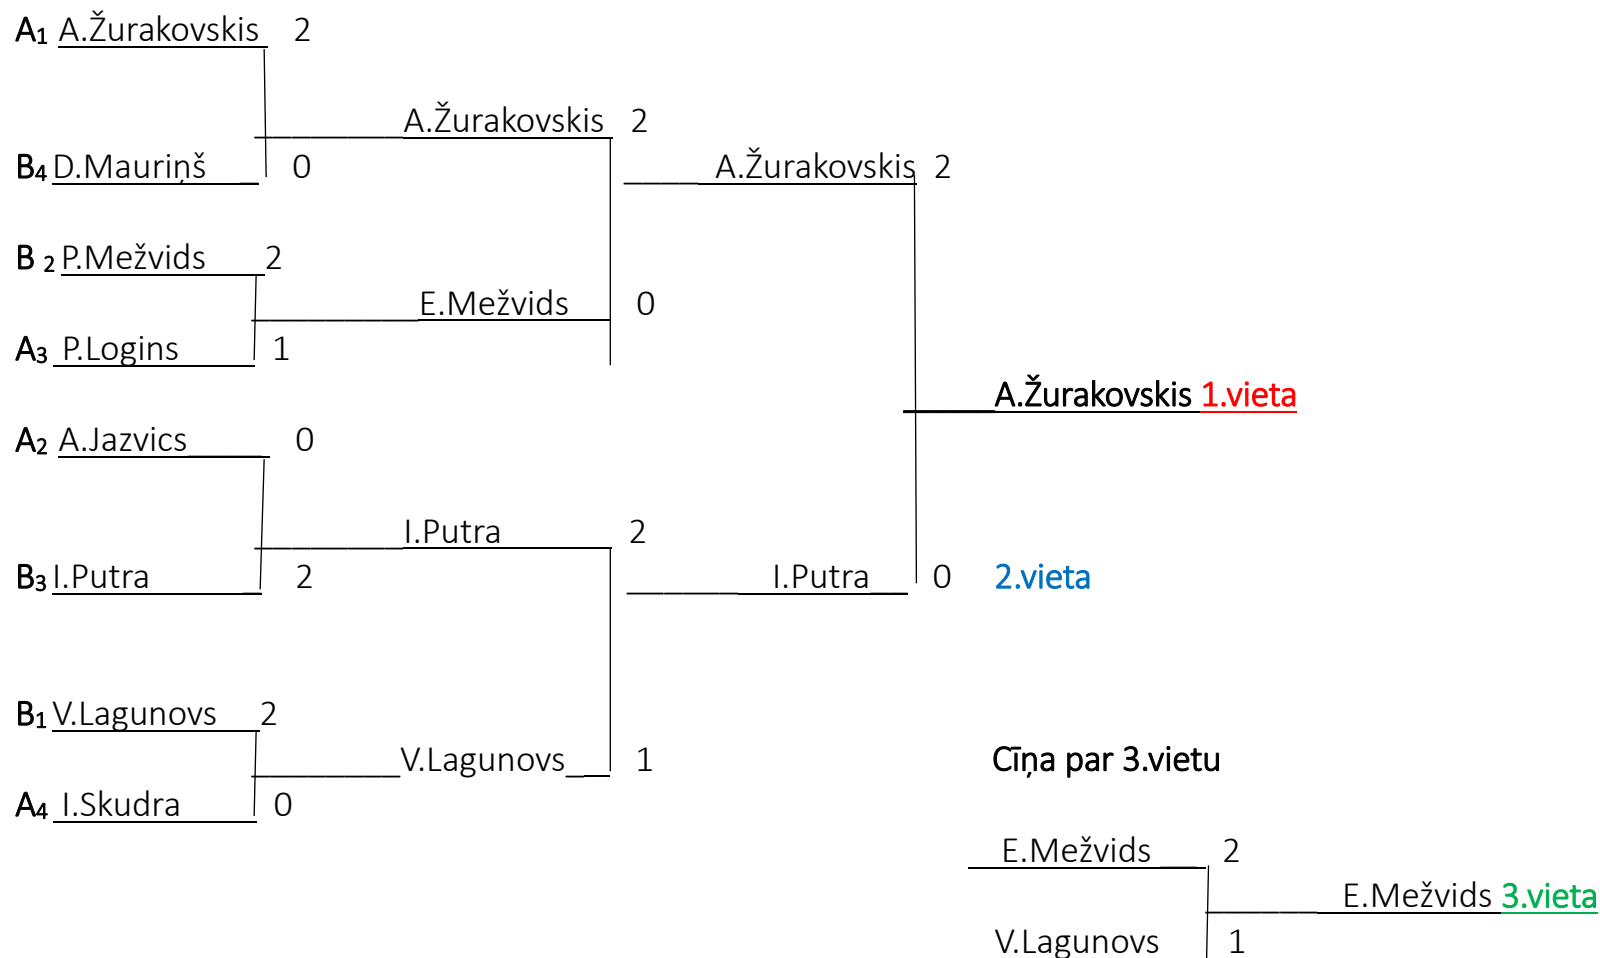 A1 A.Žurakovskis 2
A.Žurakovskis 2
B4 D.Mauriņš 0
A.Žurakovskis 2
B 2 P.Mežvids 2
E.Mežvids 0
A3 P.Logins 1
A.Žurakovskis 1.vieta
A2 A.Jazvics 0
I.Putra 2
B3 I.Putra 2
I.Putra 0 2.vieta
B1 V.Lagunovs 2
V.Lagunovs 1
Cīņa par 3.vietu
A4 I.Skudra 0
E.Mežvids 2
E.Mežvids 3.vieta
V.Lagunovs 1